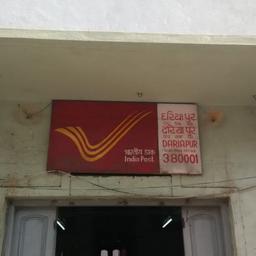 भारतीय डाक
India Post
દરિયાપુર
दरियापुर
DARIAPUR
380001